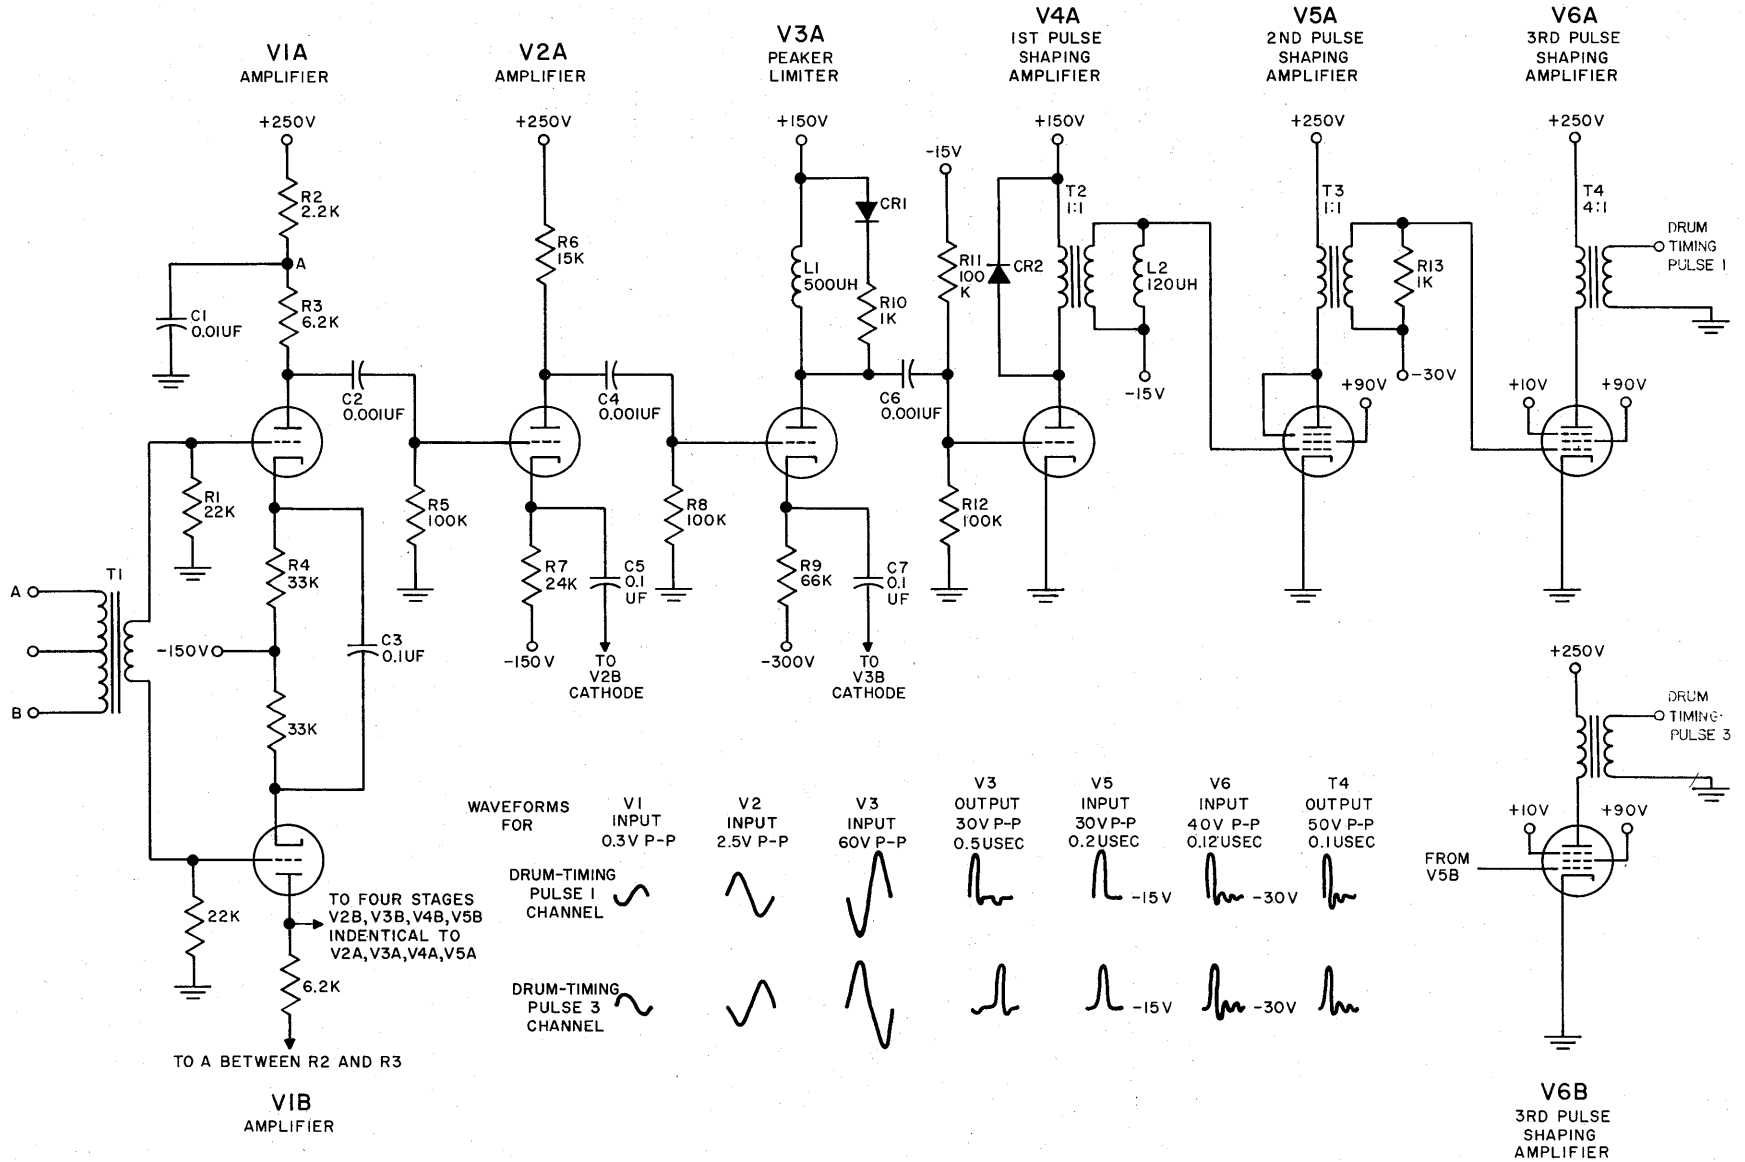 V1A
AMPLIFIER
V2A
AMPLIFIER
V3A
PEAKER
LIMITER
V4A
1ST PULSE
SHAPING
AMPLIFIER
V5A
2ND PULSE
SHAPING
AMPLIFIER
V6A
3RD PULSE
SHAPING
AMPLIFIER
+250V
+250V
+150V
-15V
+150V
+250V
+250V
R2
2.2K
A
R3
6.2K
C1
0.01UF
C2
0.001UF
R6
15K
C4
0.001UF
CR1
L1
500UH
R10
1K
C6
0.001UF
R11
100
K
CR2
T2
1:1
L2
120UH
-15V
T3
1:1
R13
1K
-30V
+90V
T4
4:1
DRUM
TIMING
PULSE 1
+10V
+90V
R1
22K
R5
100K
R8
100K
R12
100K
T1
A
B
R4
33K
-150V
C3
0.1UF
33K
R7
24K
C5
0.1
UF
-150V
TO
V2B
CATHODE
R9
66K
C7
0.1
UF
-300V
TO
V3B
CATHODE
+250V
DRUM
TIMING
PULSE 3
+10V
+90V
FROM
V5B
22K
TO FOUR STAGES
V2B, V3B, V4B, V5B
INDENTICAL TO
V2A, V3A, V4A, V5A
6.2K
TO A BETWEEN R2 AND R3
V1B
AMPLIFIER
WAVEFORMS
FOR
V1
INPUT
0.3V P-P
V2
INPUT
2.5V P-P
V3
INPUT
60V P-P
V3
OUTPUT
30V P-P
0.5USEC
V5
INPUT
30V P-P
0.2USEC
V6
INPUT
40V P-P
0.12USEC
T4
OUTPUT
50V P-P
0.1USEC
DRUM-TIMING
PULSE 1
CHANNEL
-15V
-30V
DRUM-TIMING
PULSE 3
CHANNEL
-15V
-30V
V6B
3RD PULSE
SHAPING
AMPLIFIER